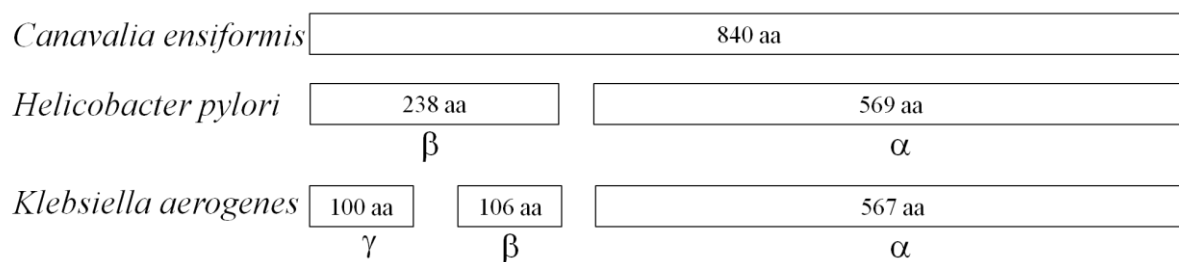 Canavalia ensiformis 840 aa
Helicobacter pylori 238 aa 569 aa
β α
Klebsiella aerogenes 100 aa 106 aa 567 aa
γ β α